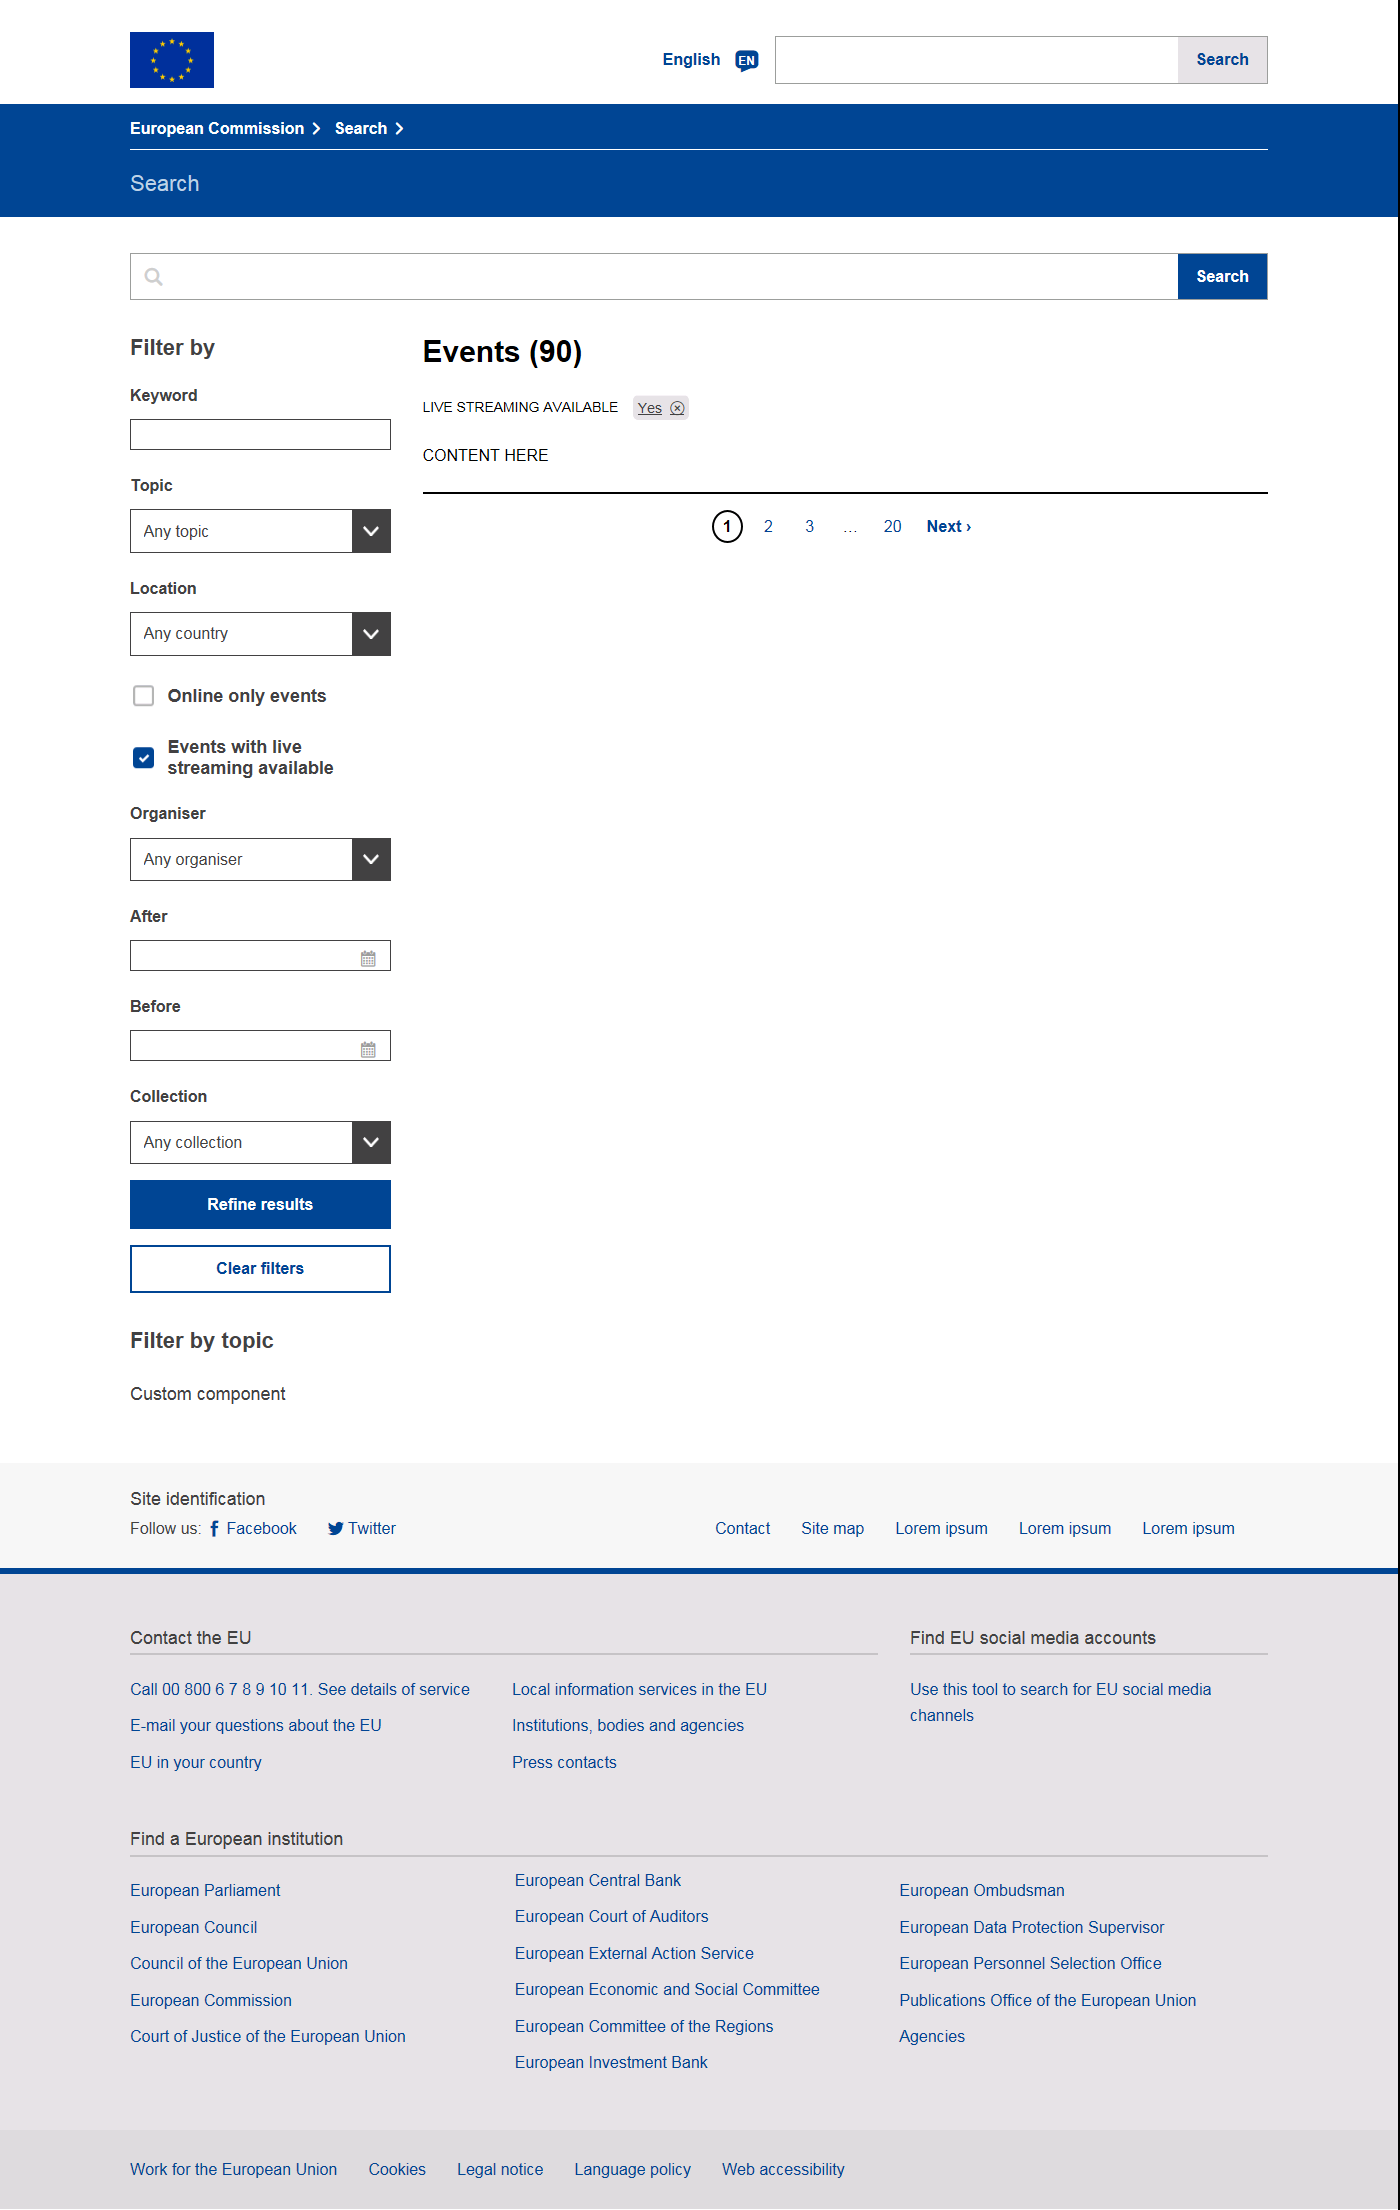 English EN Search
European Commission Search
Search
Search
Filter by
Keyword
Topic
Any topic
Location
Any country
Online only events
Events with live
streaming available
Organiser
Any organiser
After
Before
Collection
Any collection
Refine results
Clear filters
Filter by topic
Custom component
Events (90)
LIVE STREAMING AVAILABLE Yes
CONTENT HERE
1 2 3 ... 20 Next ›
Site identification
Follow us: Facebook Twitter
Contact Site map Lorem ipsum Lorem ipsum Lorem ipsum
Contact the EU
Call 00 800 6 7 8 9 10 11. See details of service
E-mail your questions about the EU
EU in your country
Local information services in the EU
Institutions, bodies and agencies
Press contacts
Find EU social media accounts
Use this tool to search for EU social media
channels
Find a European institution
European Parliament
European Council
Council of the European Union
European Commission
Court of Justice of the European Union
European Central Bank
European Court of Auditors
European External Action Service
European Economic and Social Committee
European Committee of the Regions
European Investment Bank
European Ombudsman
European Data Protection Supervisor
European Personnel Selection Office
Publications Office of the European Union
Agencies
Work for the European Union Cookies Legal notice Language policy Web accessibility